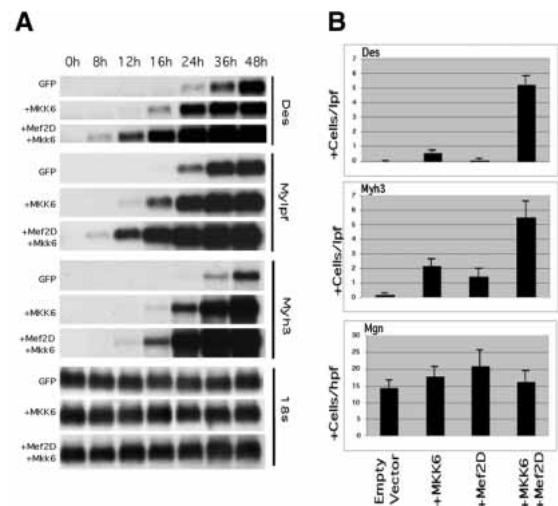 A
0h 8h 12h 16h 24h 36h 48h
GFP
+MKK6
+Mef2D
+Mkk6
Des
GFP
+MKK6
+Mef2D
+Mkk6
Mylpf
GFP
+MKK6
+Mef2D
+Mkk6
Myh3
GFP
+MKK6
+Mef2D
+Mkk6
18s
B
Des
+Cells/lpf
7
6
5
4
3
2
1
0
Myh3
+Cells/lpf
7
6
5
4
3
2
1
0
Mgn
+Cells/hpf
30
25
20
15
10
5
0
Empty
Vector
+MKK6
+Mef2D
+MKK6
+Mef2D